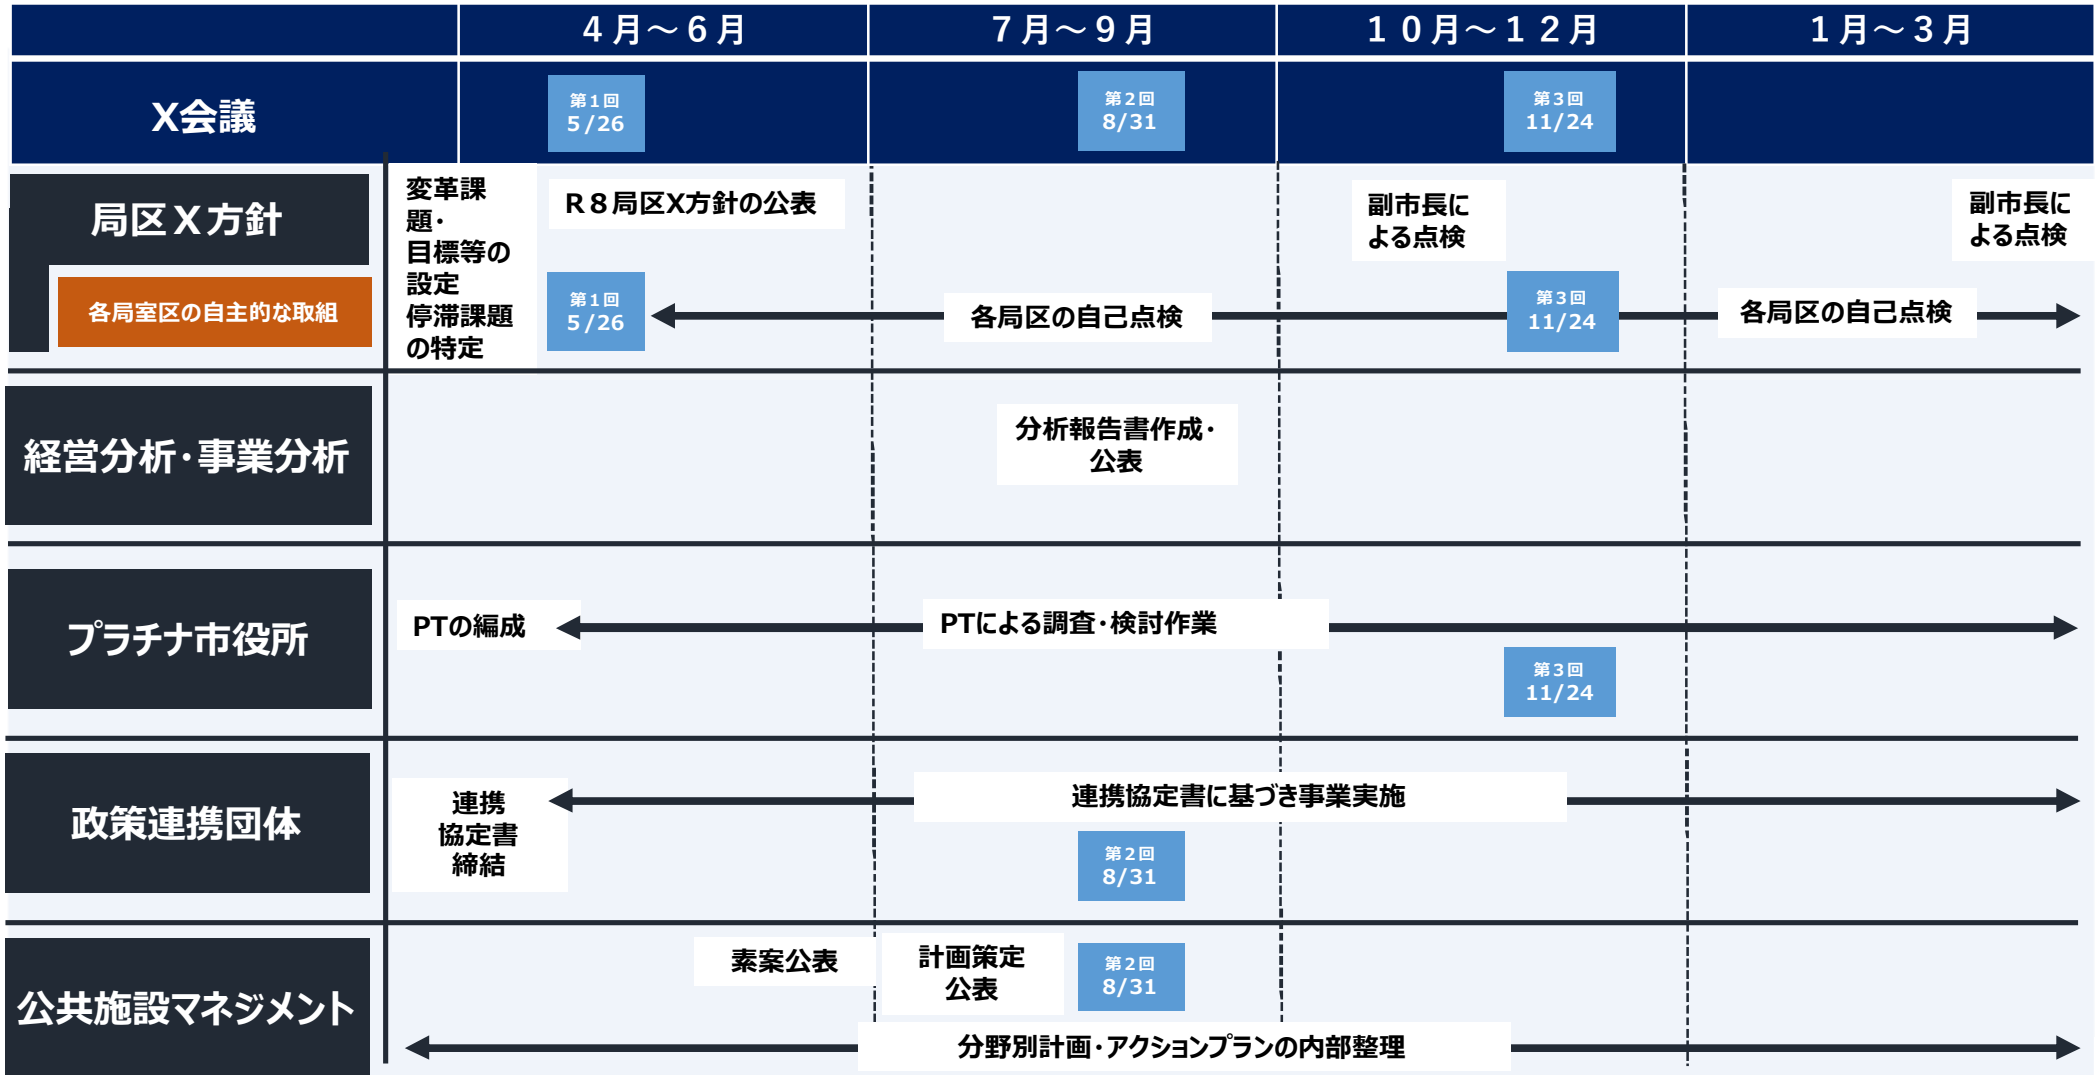 ４月～６月
７月～９月
１０月～１２月
１月～３月
X会議
第１回
5/26
第２回
8/31
第３回
11/24
局区Ｘ方針
各局室区の自主的な取組
変革課
題・
目標等の
設定
停滞課題
の特定
Ｒ８局区X方針の公表
副市長に
よる点検
副市長に
よる点検
第１回
5/26
各局区の自己点検
第３回
11/24
各局区の自己点検
経営分析・事業分析
分析報告書作成・
公表
プラチナ市役所
PTの編成
PTによる調査・検討作業
第３回
11/24
政策連携団体
連携
協定書
締結
連携協定書に基づき事業実施
第２回
8/31
公共施設マネジメント
素案公表
計画策定
公表
第２回
8/31
分野別計画・アクションプランの内部整理